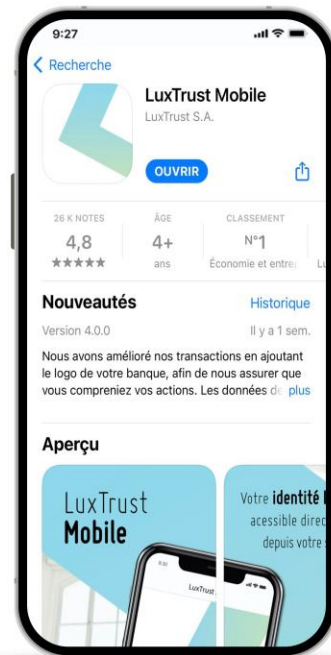 9:27
Recherche
LuxTrust Mobile
LuxTrust S.A.
OUVRIR
26 K NOTES
ÂGE
CLASSEMENT
4,8
4+
N°1
★★★★★
ans
Économie et entre
Nouveautés
Historique
Version 4.0.0
Il y a 1 sem.
Nous avons amélioré nos transactions en ajoutant
le logo de votre banque, afin de nous assurer que
vous compreniez vos actions. Les données de plus
Aperçu
LuxTrust
Mobile
Votre identité
acessible direc
depuis votre
LuxTrust